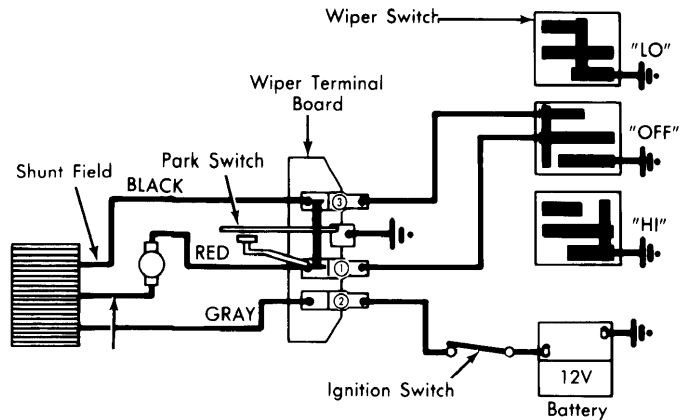 Wiper Switch
"LO"
Wiper Terminal
Board
"OFF"
Park Switch
Shunt Field
BLACK
3
RED
"HI"
1
GRAY
2
Ignition Switch
12V
Battery